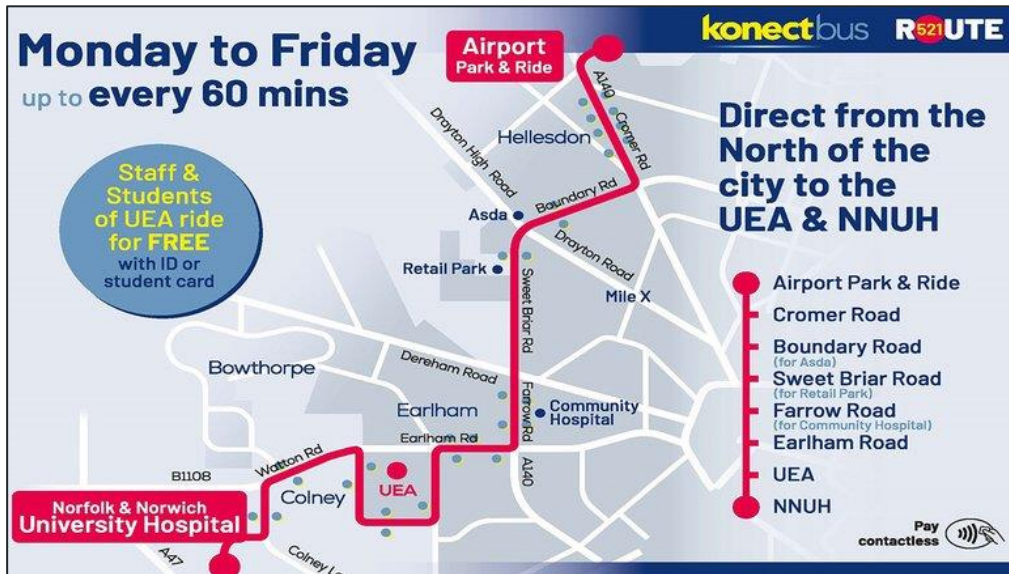 Monday to Friday
up to every 60 mins
Staff &
Students
of UEA ride
for FREE
with ID or
student card
Airport
Park & Ride
konectbus
R521UTE
Direct from the
North of the
city to the
UEA & NNUH
Airport Park & Ride
Cromer Road
Boundary Road
(for Asda)
Sweet Briar Road
(for Retail Park)
Farrow Road
(for Community Hospital)
Earlham Road
UEA
NNUH
Pay
contactless
A140
Cromer Rd
Hellesdon
Drayton High Road
Boundary Rd
Asda
Drayton Road
Retail Park
Sweet Briar Rd
Mile X
Dereham Road
Bowthorpe
Earlham
Farrow Rd
Community
Hospital
Earlham Rd
Watton Rd
B1108
A140
UEA
Colney
Norfolk & Norwich
University Hospital
A47
Colney